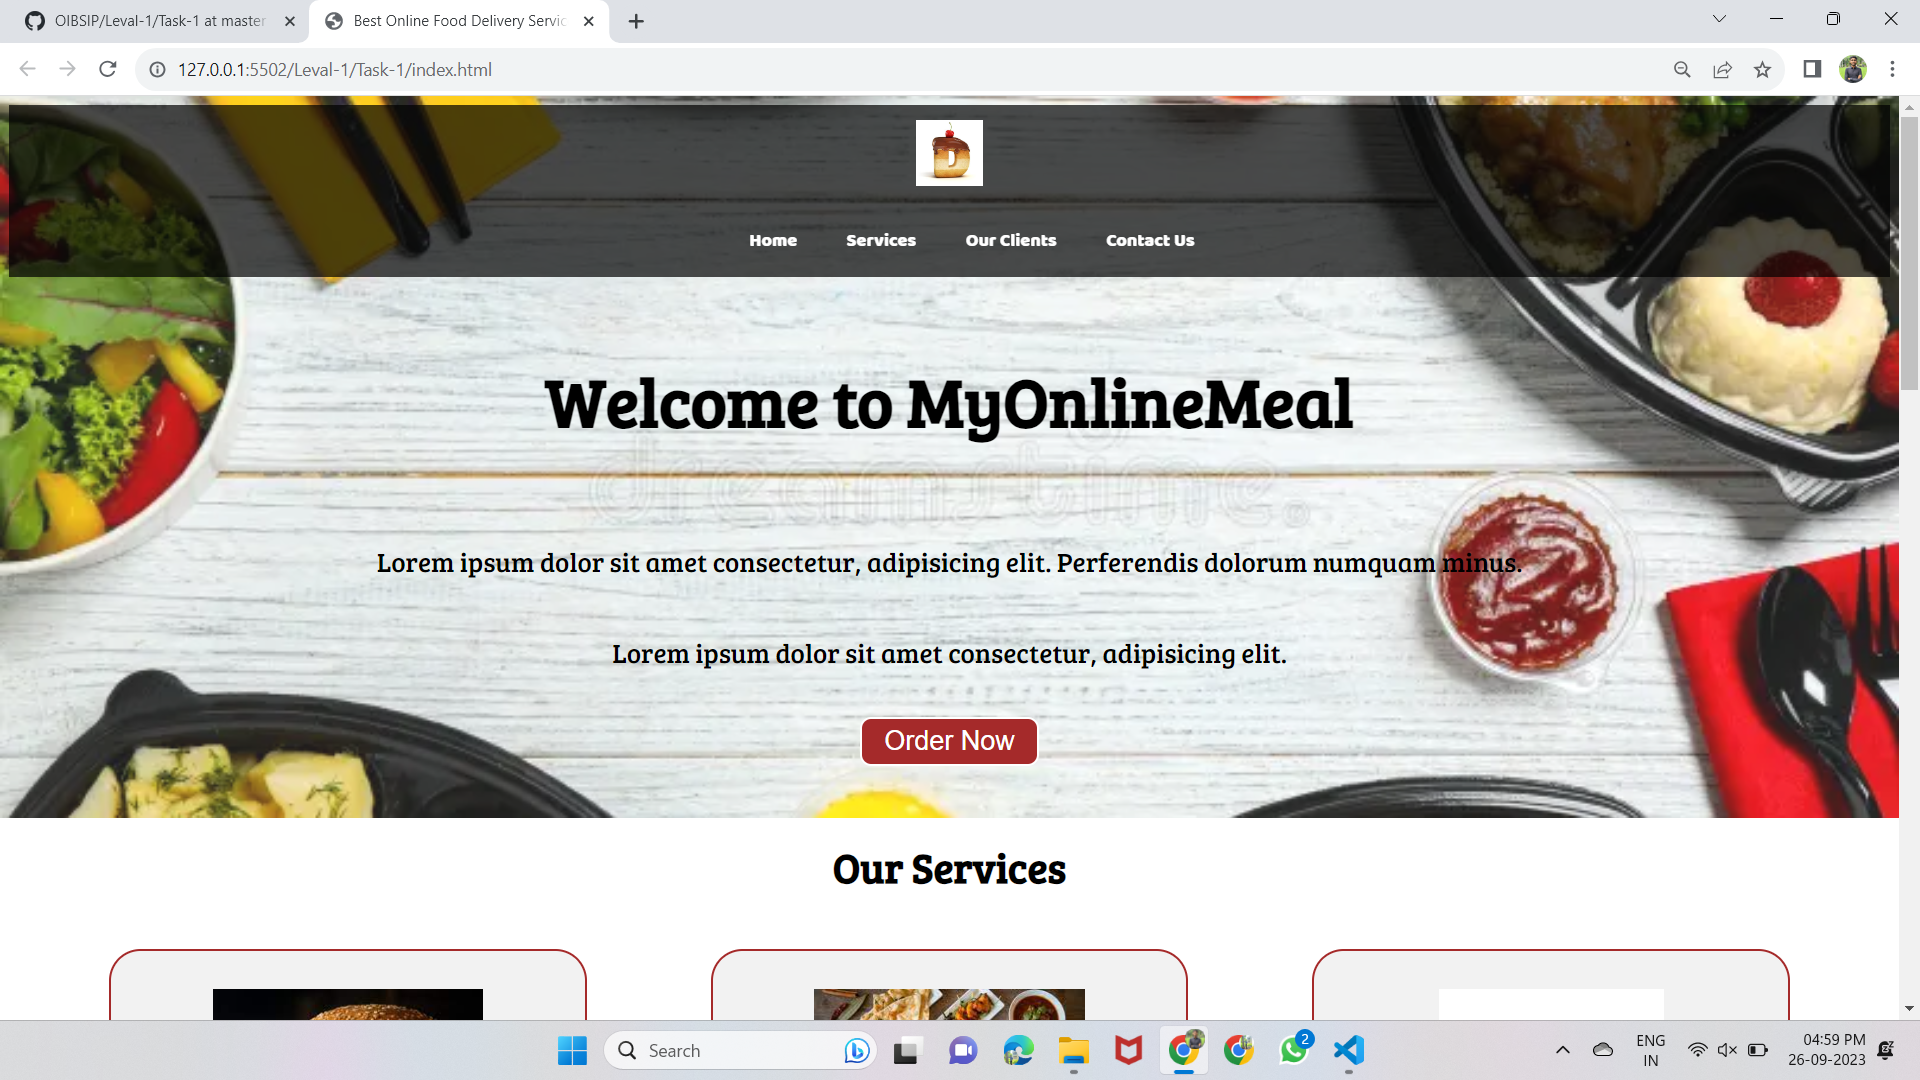 OIBSIP/Leval-1/Task-1 at master
Best Online Food Delivery Servic
127.0.0.1:5502/Leval-1/Task-1/index.html
D
Home Services Our Clients Contact Us
Welcome to MyOnlineMeal
dreamstime.
Lorem ipsum dolor sit amet consectetur, adipisicing elit. Perferendis dolorum numquam minus.
Lorem ipsum dolor sit amet consectetur, adipisicing elit.
Order Now
Our Services
Search
2
ENG
IN
04:59 PM
26-09-2023